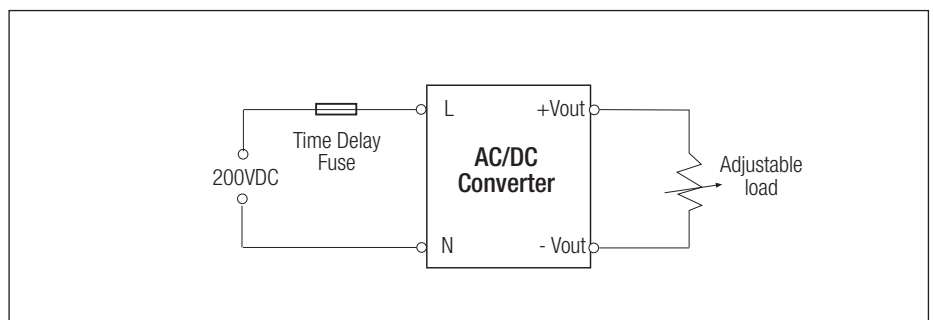 L
+Vout
Time Delay
Fuse
AC/DC
Converter
200VDC
Adjustable
load
N
- Vout